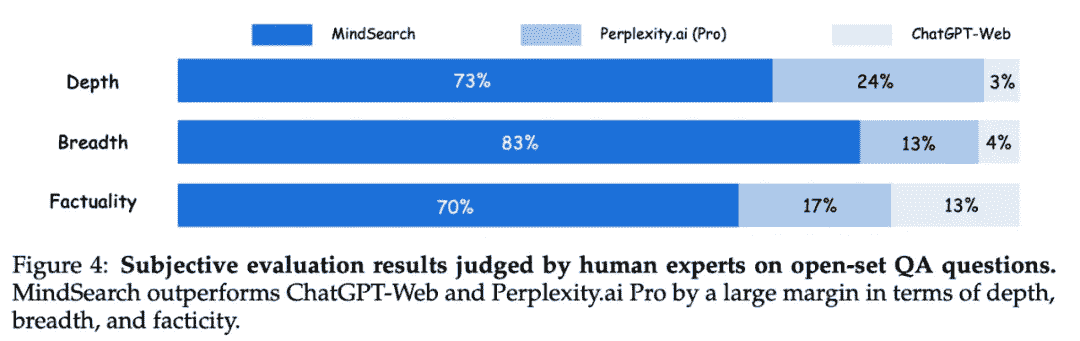 MindSearch Perplexity.ai (Pro) ChatGPT-Web
Depth 73% 24% 3%
Breadth 83% 13% 4%
Factuality 70% 17% 13%
Figure 4: Subjective evaluation results judged by human experts on open-set QA questions.
MindSearch outperforms ChatGPT-Web and Perplexity.ai Pro by a large margin in terms of depth,
breadth, and facticity.